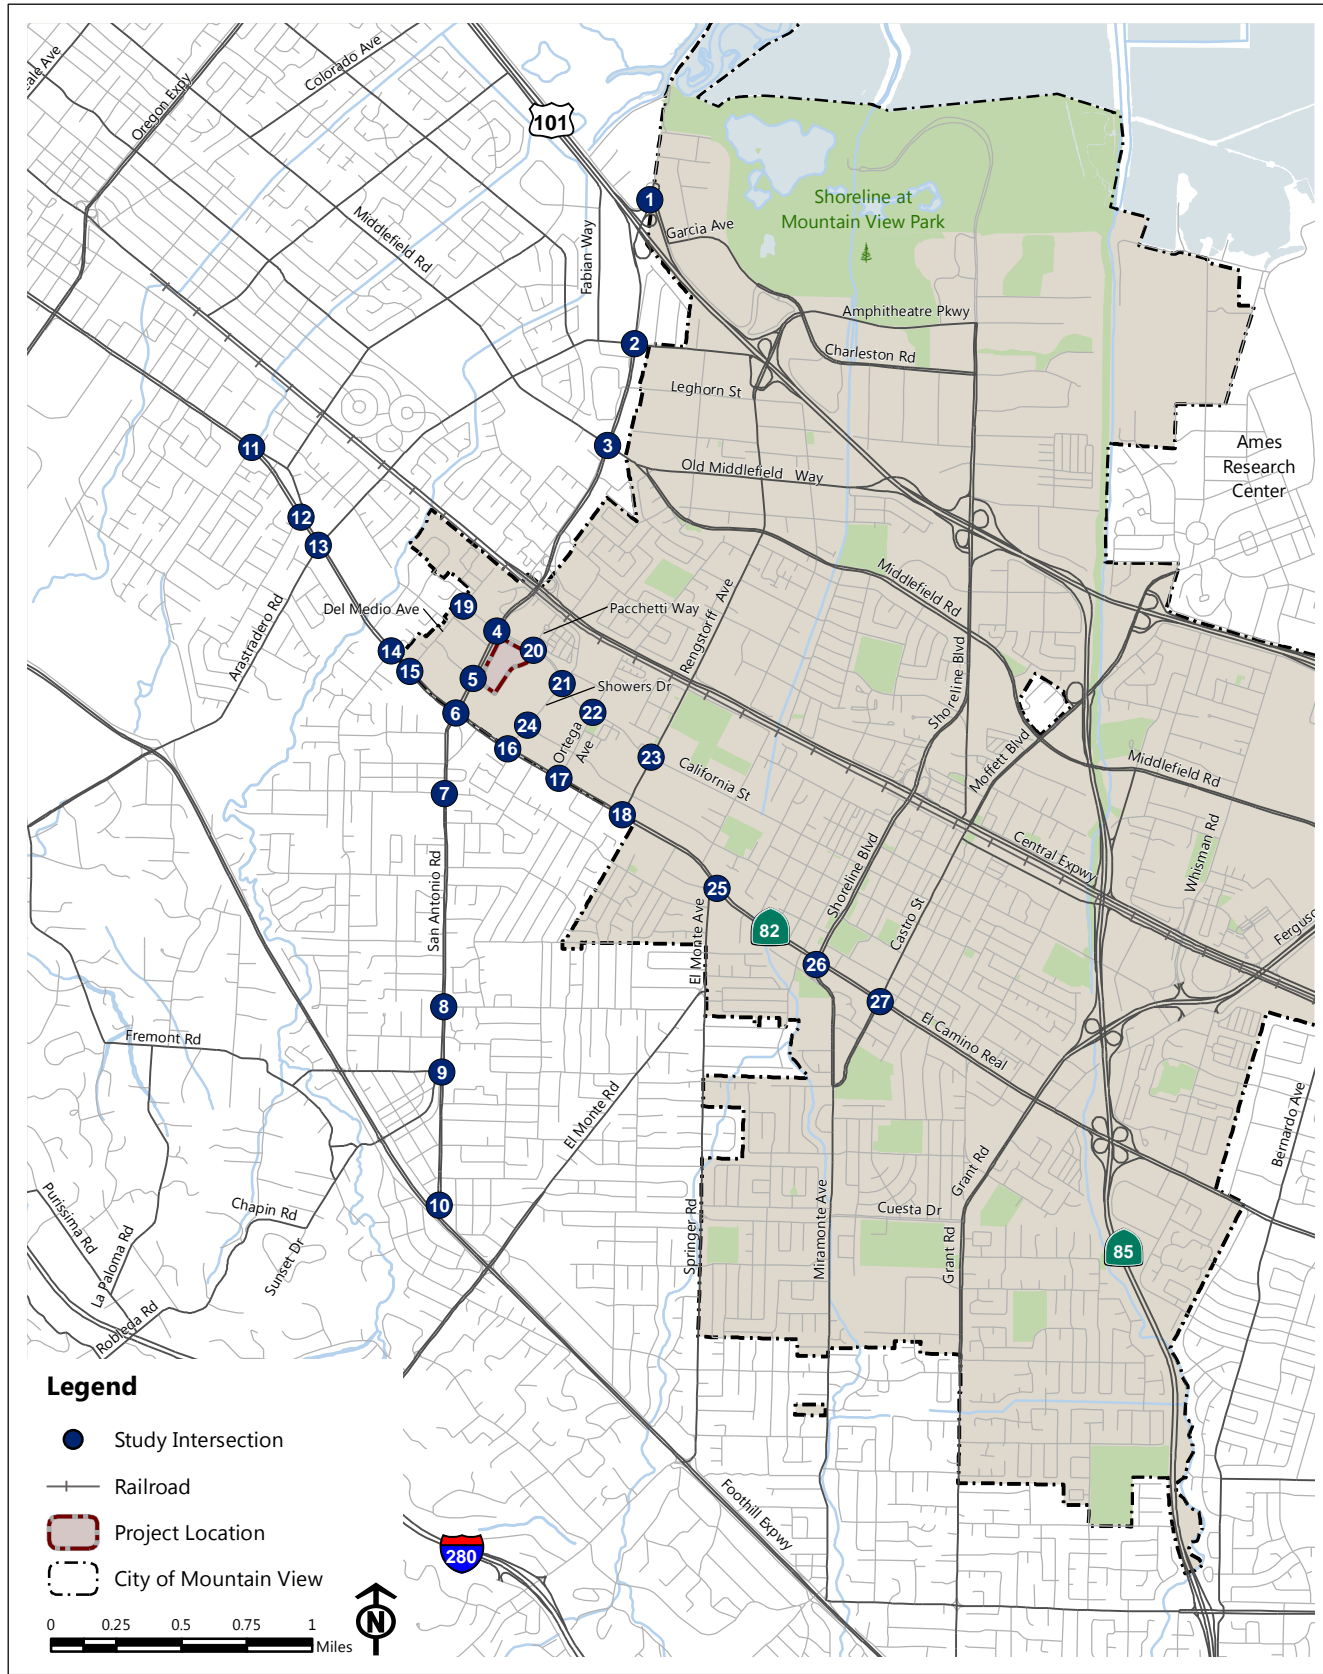 eale Ave
Oregon Expy
Colorado Ave
101
Middlefield Rd
Fabian Way
1
Garcia Ave
Shoreline at
Mountain View Park
Amphitheatre Pkwy
Charleston Rd
2
Leghorn St
3
Old Middlefield Way
Ames
Research
Center
11
12
13
Middlefield Rd
Arastradero Rd
Del Medio Ave
19
Pacchetti Way
4
20
Rengstorff Ave
14
15
5
21
Showers Dr
Shoreline Blvd
6
24
22
Ortega
Ave
16
23
California St
Moffett Blvd
Middlefield Rd
17
7
18
Central Expwy
Whisman Rd
San Antonio Rd
25
El Monte Ave
82
Shoreline Blvd
Castro St
Ferguso
26
8
27
El Camino Real
Fremont Rd
9
El Monte Rd
Bernardo Ave
Grant Rd
Purissima Rd
La Paloma Rd
Chapin Rd
10
Cuesta Dr
Sunset Dr
Springer Rd
Miramonte Ave
Grant Rd
85
Robleda Rd
Foothill Expwy
280
Legend
Study Intersection
Railroad
Project Location
City of Mountain View
0 0.25 0.5 0.75 1
Miles
N